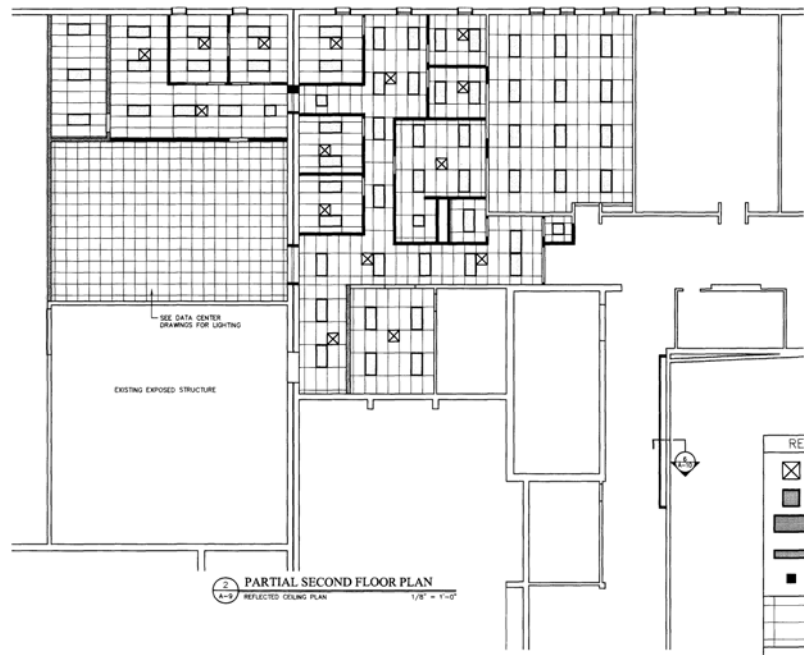 SEE DATA CENTER
DRAWINGS FOR LIGHTING
EXISTING EXPOSED STRUCTURE
6
A-10
RE
2
A-9
PARTIAL SECOND FLOOR PLAN
REFLECTED CEILING PLAN
1/8" = 1'-0"